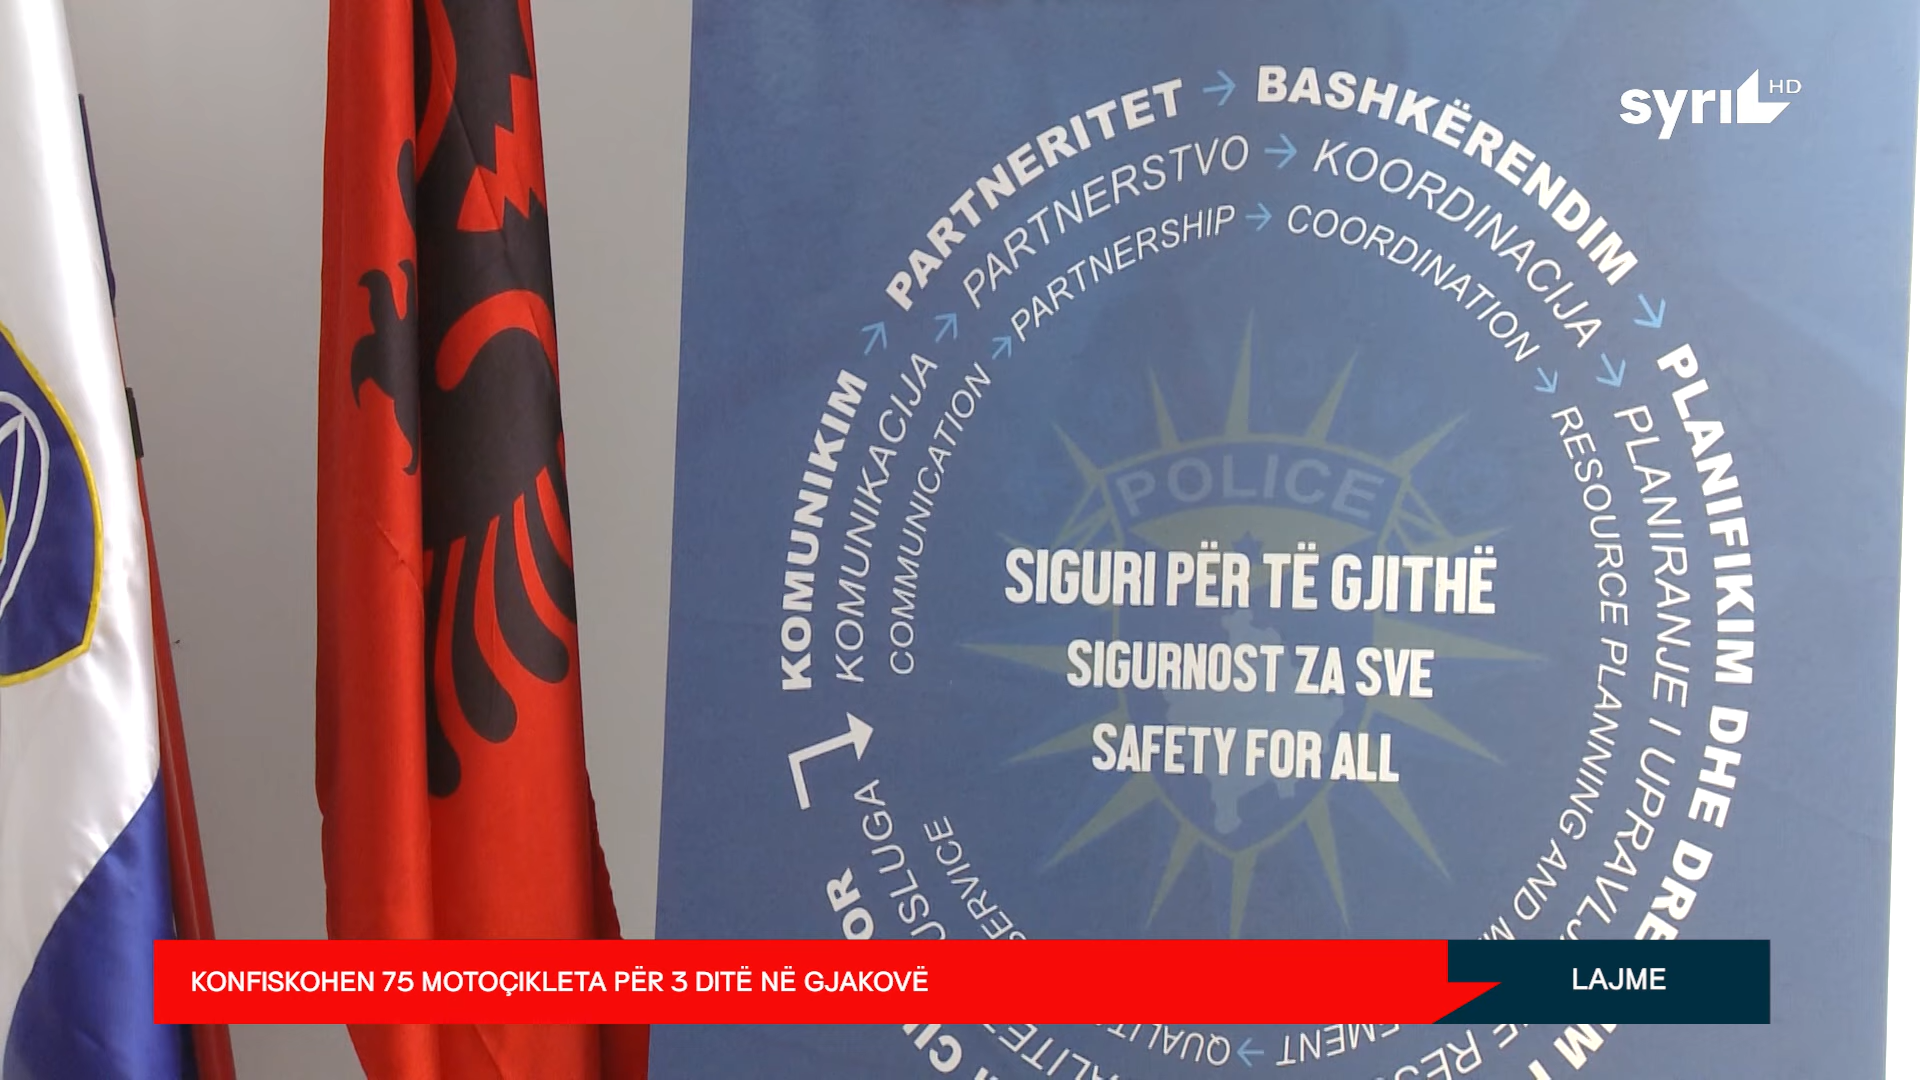 syri HD
PARTNERITET → BASHKËRENDIM → PLANIFIKIM DHE
PARTNERSTVO → KOORDINACIJA → PLANIRANJE I
PARTNERSHIP → COORDINATION → RESOURCE PLANNING AND
KOMUNIKIM →
KOMUNIKACIJA →
COMMUNICATION →
POLICE
SIGURI PËR TË GJITHË
SIGURNOST ZA SVE
SAFETY FOR ALL
USLUGA
SERVICE
KONFISKOHEN 75 MOTOÇIKLETA PËR 3 DITË NË GJAKOVË
LAJME